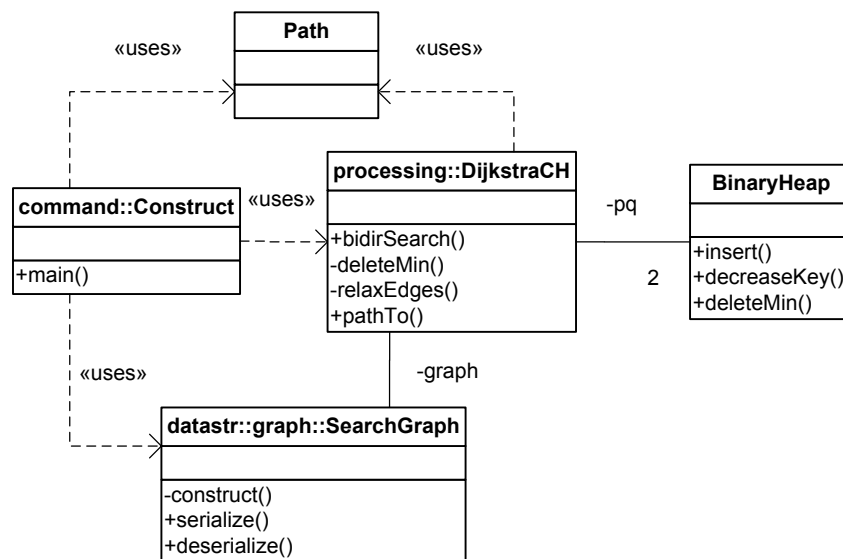 Path
«uses»
«uses»
processing::DijkstraCH
+bidirSearch()
-deleteMin()
-relaxEdges()
+pathTo()
command::Construct
+main()
«uses»
BinaryHeap
+insert()
+decreaseKey()
+deleteMin()
-pq
2
«uses»
-graph
datastr::graph::SearchGraph
-construct()
+serialize()
+deserialize()